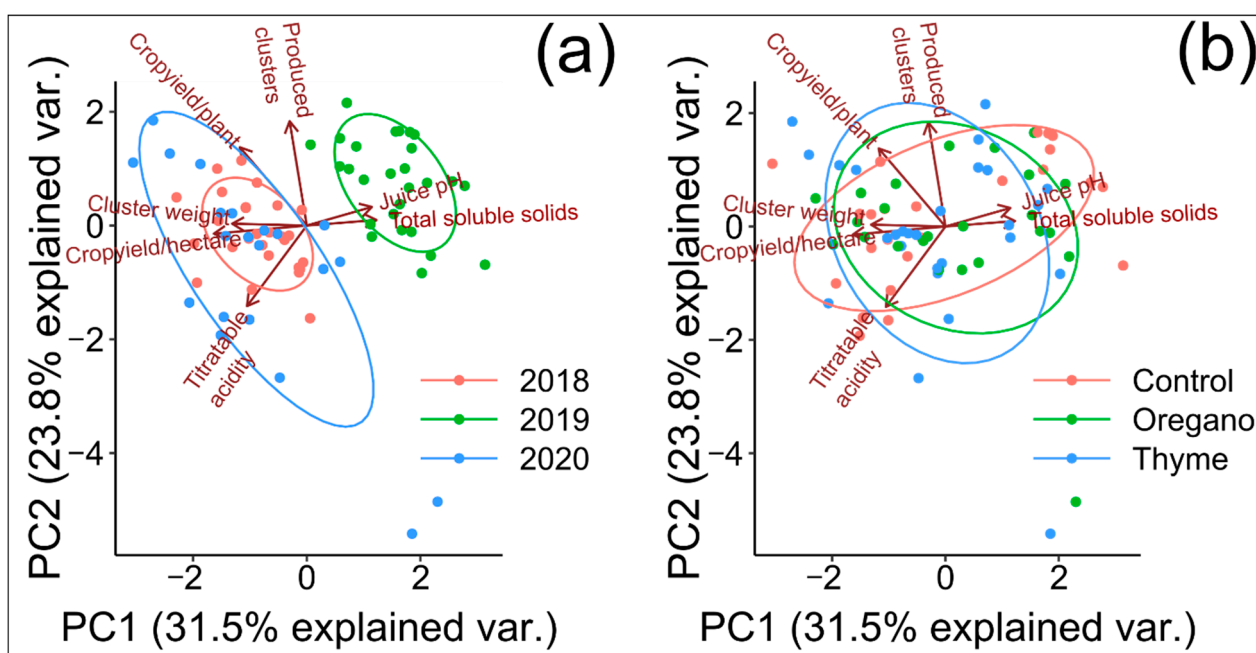 (a)
PC2 (23.8% explained var.)
2
0
−2
−4
Cropyield/plant
Produced
clusters
Juice pH
Total soluble solids
Cluster weight
Cropyield/hectare
Titratable
acidity
2018
2019
2020
−2
0
2
PC1 (31.5% explained var.)
(b)
PC2 (23.8% explained var.)
2
0
−2
−4
Cropyield/plant
Produced
clusters
Juice pH
Total soluble solids
Cluster weight
Cropyield/hectare
Titratable
acidity
Control
Oregano
Thyme
−2
0
2
PC1 (31.5% explained var.)